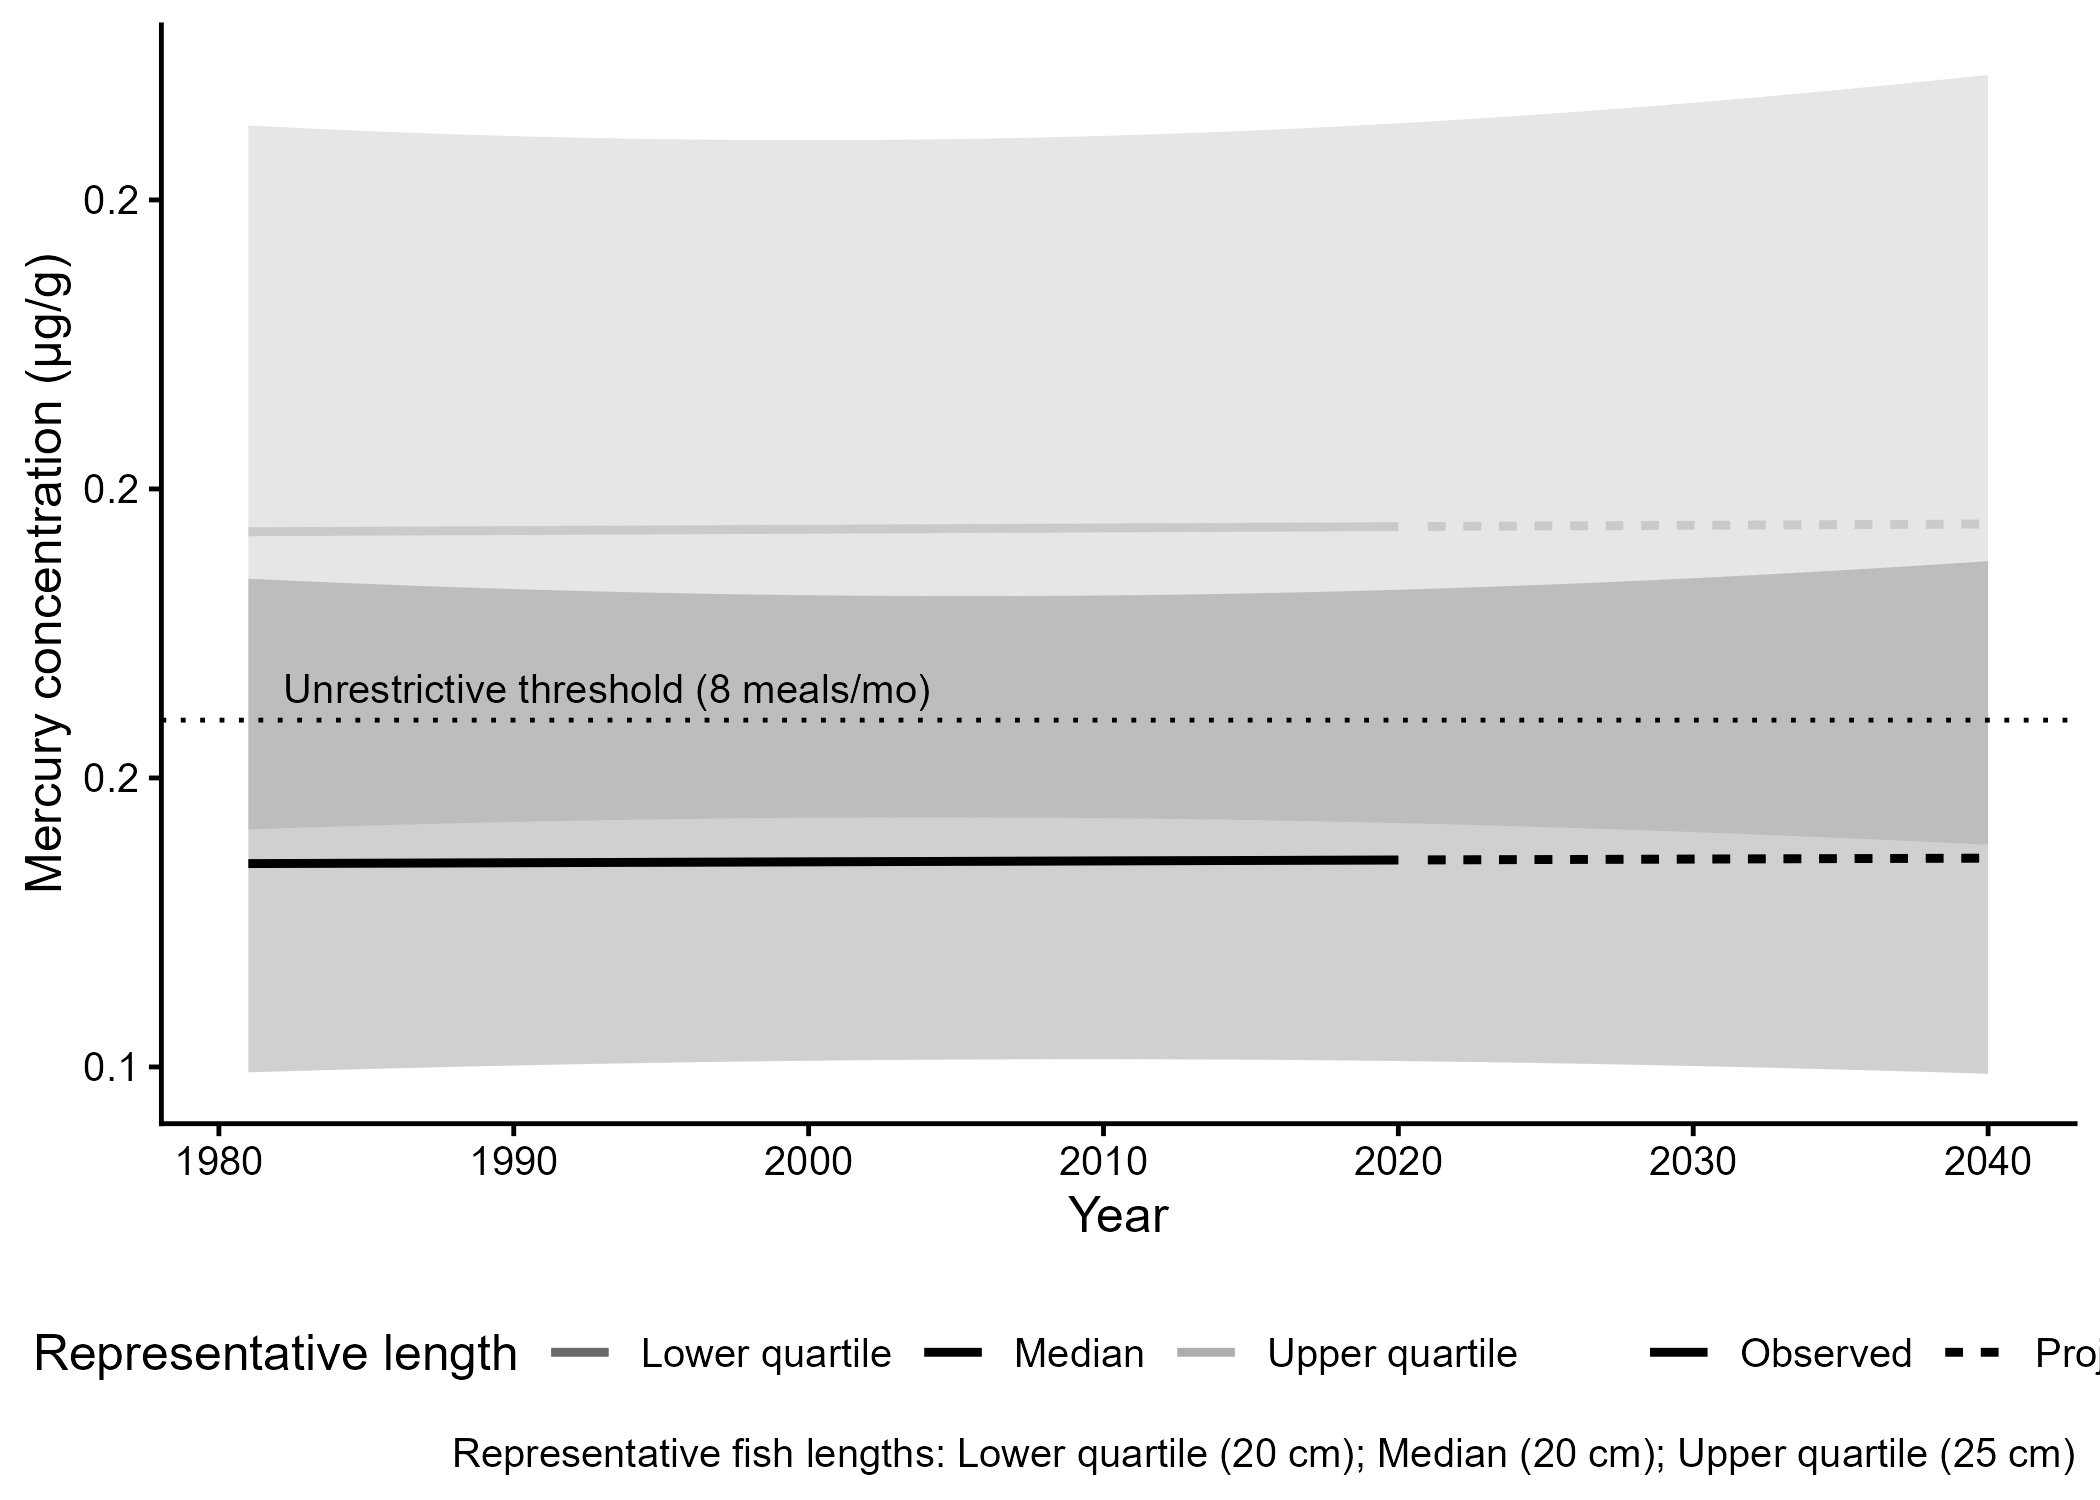 Mercury concentration (µg/g)
0.2
0.2
Unrestrictive threshold (8 meals/mo)
0.2
0.1
1980 1990 2000 2010 2020 2030 2040
Year
Representative length Lower quartile Median Upper quartile Observed Proj
Representative fish lengths: Lower quartile (20 cm); Median (20 cm); Upper quartile (25 cm)